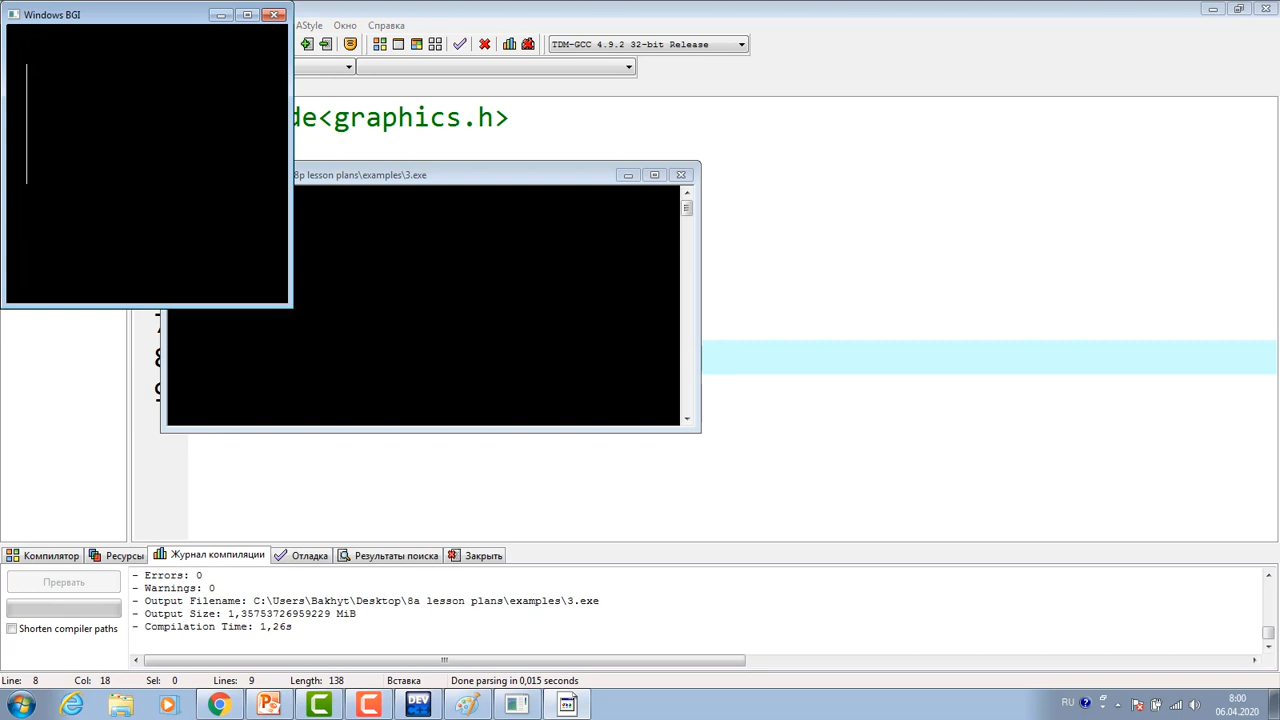 Windows BGI
AStyle Окно Справка
TDM-GCC 4.9.2 32-bit Release
de<graphics.h>
8p lesson plans\examples\3.exe
8
Компилятор Ресурсы Журнал компиляции Отладка Результаты поиска Закрыть
Прервать
Shorten compiler paths
- Errors: 0
- Warnings: 0
- Output Filename: C:\Users\Bakhyt\Desktop\8a lesson plans\examples\3.exe
- Output Size: 1,35753726959229 MiB
- Compilation Time: 1,26s
Line: 8 Col: 18 Sel: 0 Lines: 9 Length: 138 Вставка Done parsing in 0,015 seconds
DEV
RU
8:00
06.04.2020